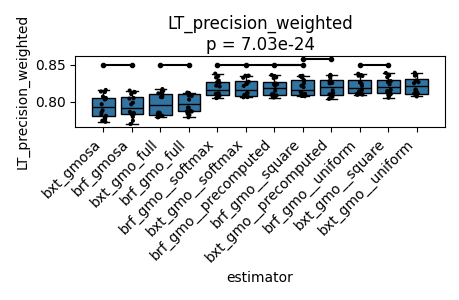 LT_precision_weighted
p = 7.03e-24
LT_precision_weighted
0.85
0.80
bxt_gmosa
brf_gmosa
bxt_gmo_full
brf_gmo_full
brf_gmo__softmax
bxt_gmo__softmax
brf_gmo__precomputed
brf_gmo__square
bxt_gmo__precomputed
brf_gmo__uniform
bxt_gmo__square
bxt_gmo__uniform
estimator